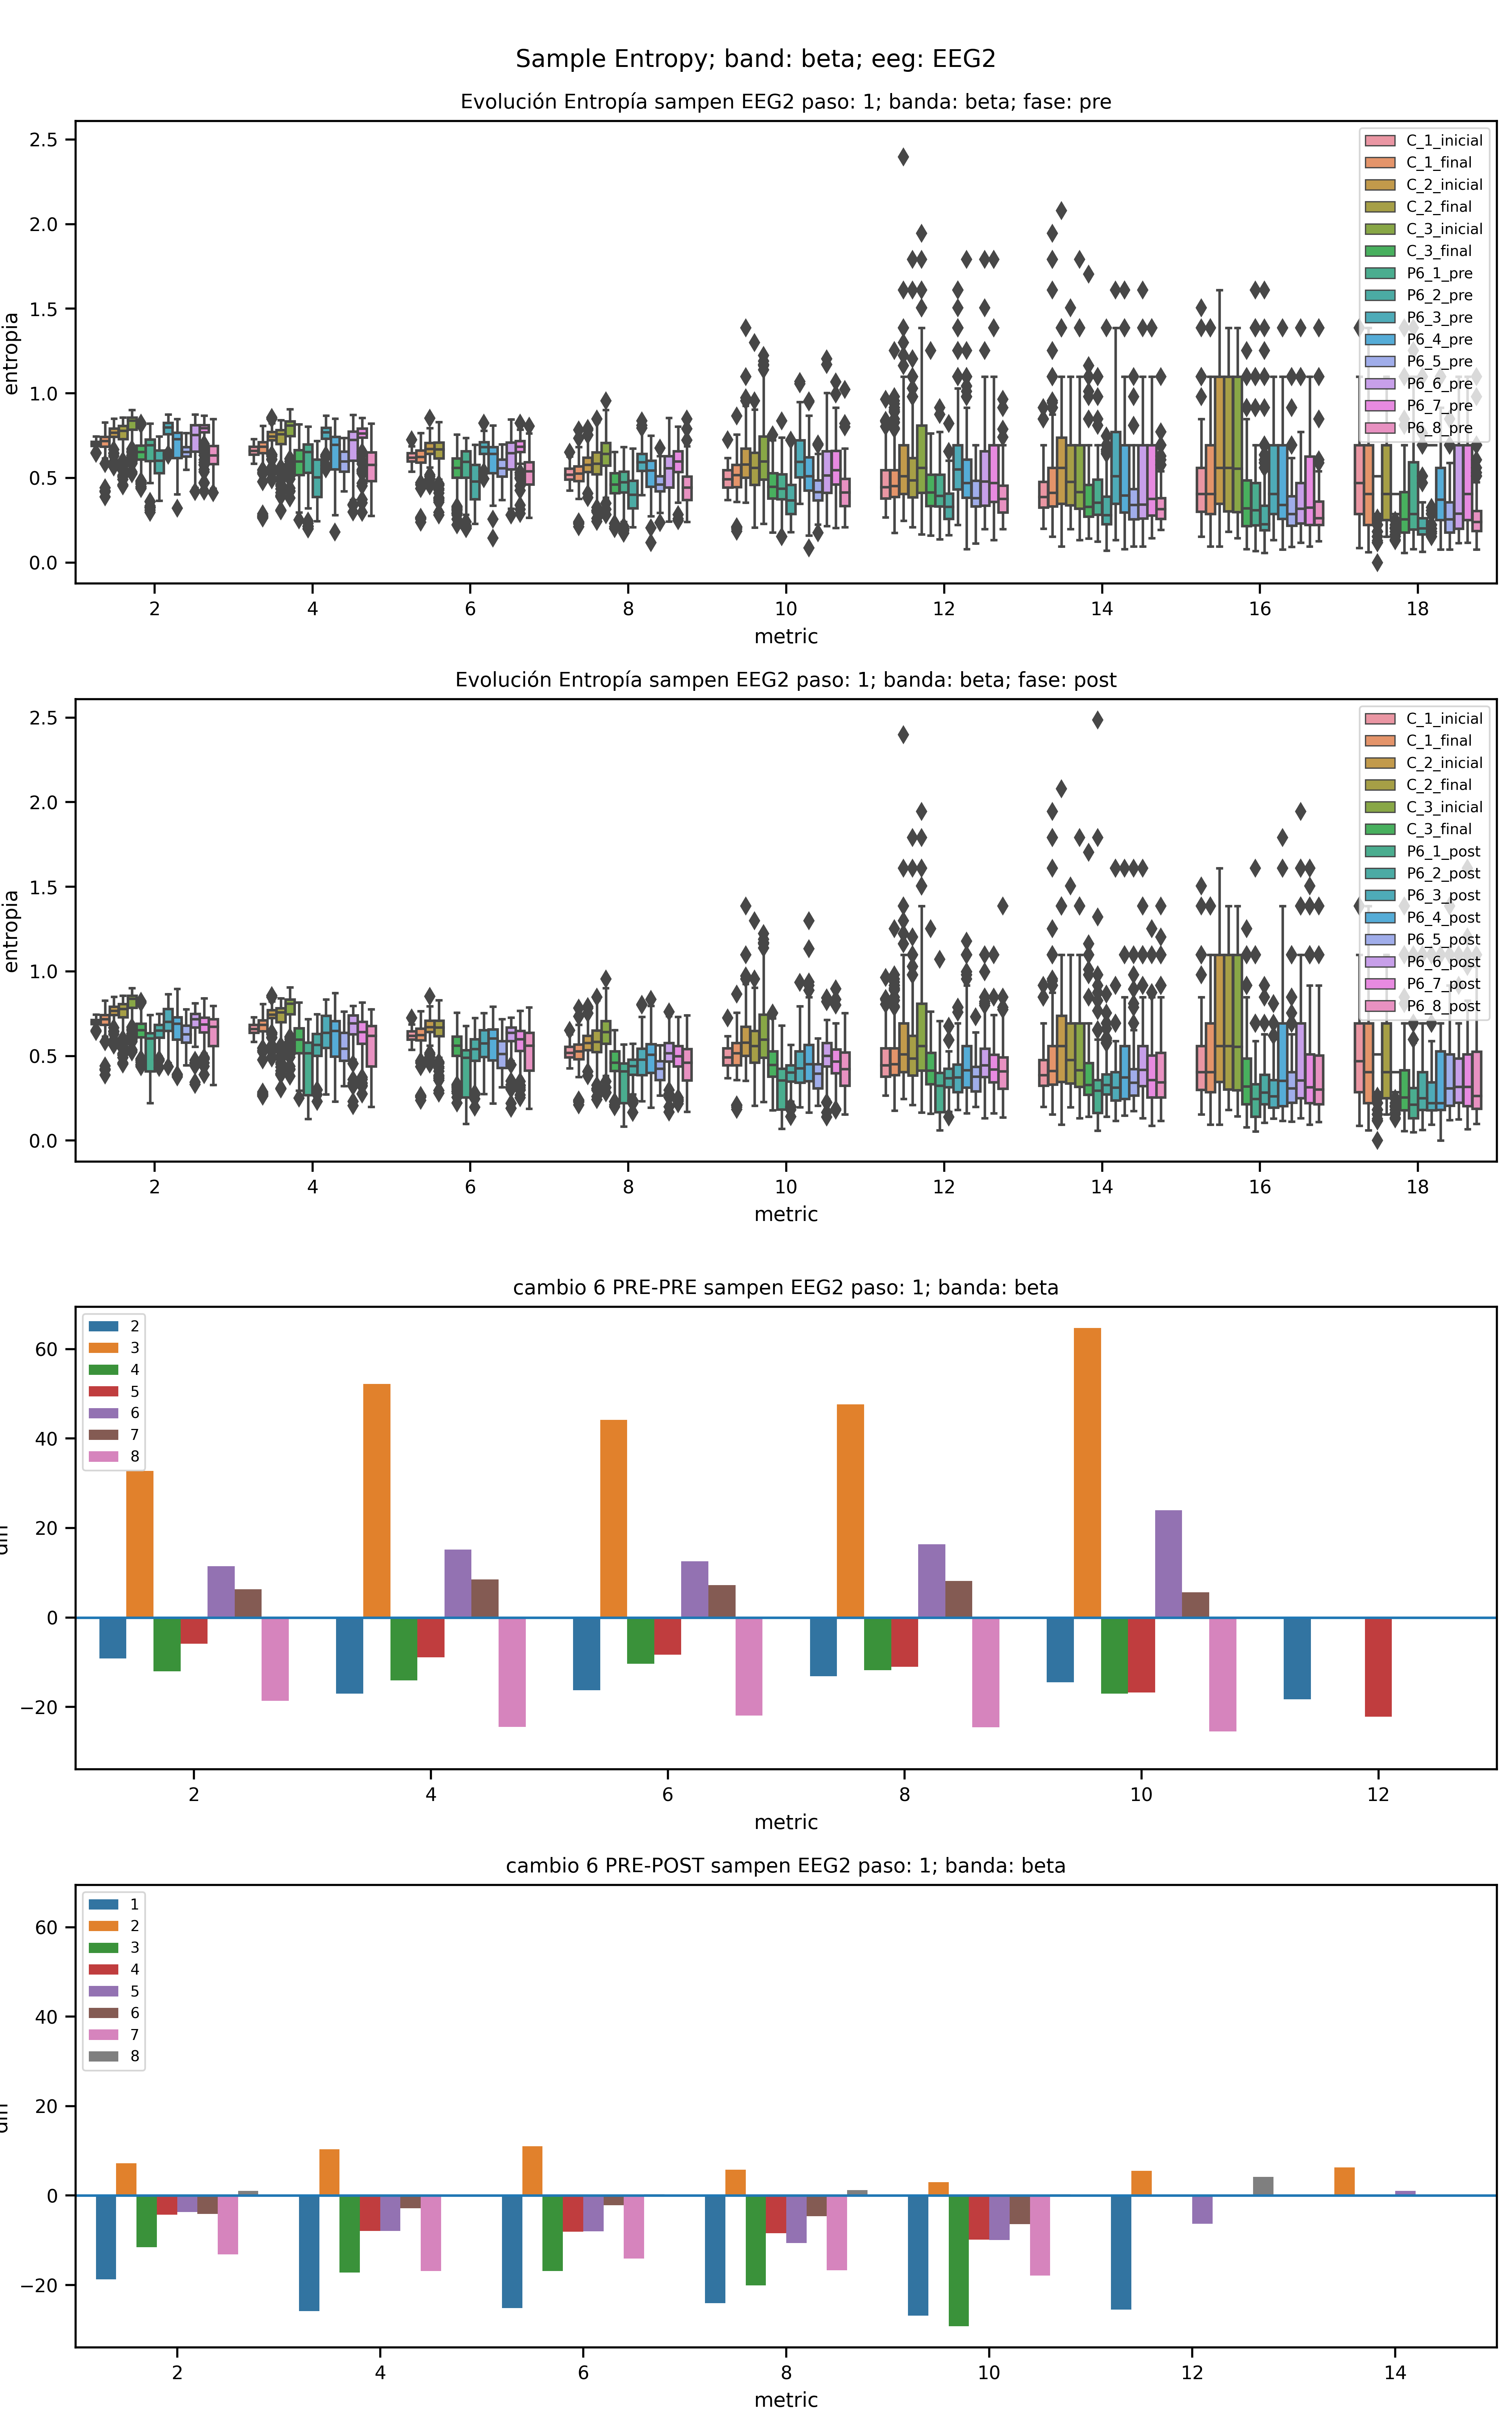 Sample Entropy; band: beta; eeg: EEG2
Evolución Entropía sampen EEG2 paso: 1; banda: beta; fase: pre
entropia
2.5
2.0
1.5
1.0
0.5
0.0
C_1_inicial
C_1_final
C_2_inicial
C_2_final
C_3_inicial
C_3_final
P6_1_pre
P6_2_pre
P6_3_pre
P6_4_pre
P6_5_pre
P6_6_pre
P6_7_pre
P6_8_pre
2 4 6 8 10 12 14 16 18
metric
Evolución Entropía sampen EEG2 paso: 1; banda: beta; fase: post
entropia
2.5
2.0
1.5
1.0
0.5
0.0
C_1_inicial
C_1_final
C_2_inicial
C_2_final
C_3_inicial
C_3_final
P6_1_post
P6_2_post
P6_3_post
P6_4_post
P6_5_post
P6_6_post
P6_7_post
P6_8_post
2 4 6 8 10 12 14 16 18
metric
cambio 6 PRE-PRE sampen EEG2 paso: 1; banda: beta
60
40
20
0
−20
2
3
4
5
6
7
8
2 4 6 8 10 12
metric
cambio 6 PRE-POST sampen EEG2 paso: 1; banda: beta
60
40
20
0
−20
1
2
3
4
5
6
7
8
2 4 6 8 10 12 14
metric